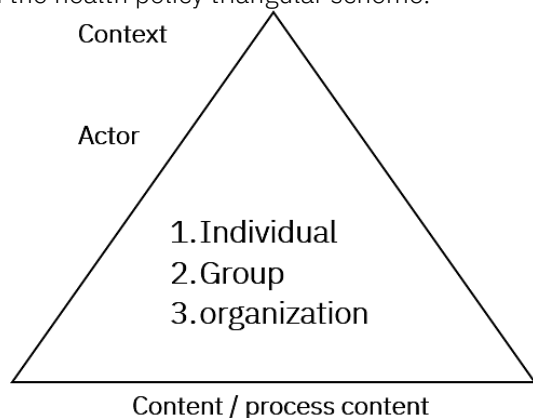 the health policy triangular scheme.
Context
Actor
1. Individual
2. Group
3. organization
Content / process content